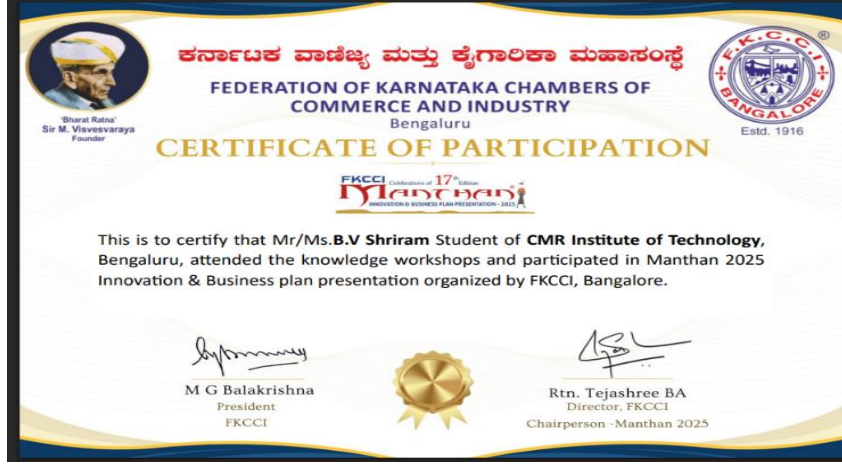 ಕರ್ನಾಟಕ ವಾಣಿಜ್ಯ ಮತ್ತು ಕೈಗಾರಿಕಾ ಮಹಾಸಂಸ್ಥೆ
FEDERATION OF KARNATAKA CHAMBERS OF
COMMERCE AND INDUSTRY
Bengaluru
'Bharat Ratna'
Sir M. Visvesvaraya
Founder
F.K.C.C.I
BANGALORE
®
Estd. 1916
CERTIFICATE OF PARTICIPATION
FKCCI Celebrations of 17th Edition
MANTHAN
INNOVATION & BUSINESS PLAN PRESENTATION - 2025
This is to certify that Mr/Ms.B.V Shriram Student of CMR Institute of Technology,
Bengaluru, attended the knowledge workshops and participated in Manthan 2025
Innovation & Business plan presentation organized by FKCCI, Bangalore.
M G Balakrishna
President
FKCCI
Rtn. Tejashree BA
Director, FKCCI
Chairperson -Manthan 2025